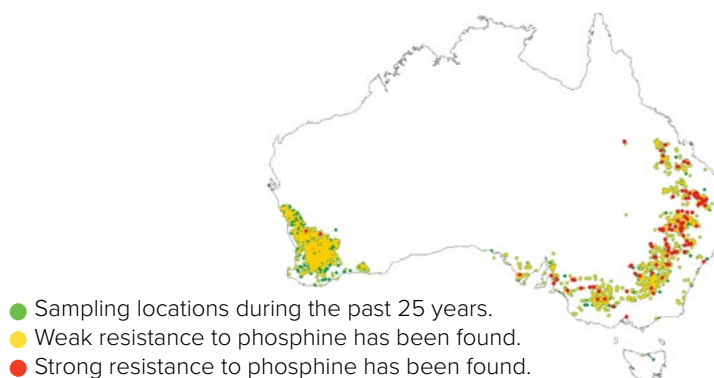 Sampling locations during the past 25 years.
Weak resistance to phosphine has been found.
Strong resistance to phosphine has been found.